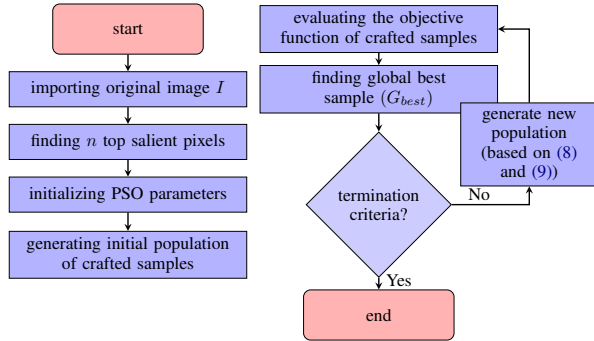 start
importing original image I
finding n top salient pixels
initializing PSO parameters
generating initial population
of crafted samples
evaluating the objective
function of crafted samples
finding global best
sample (G_best)
termination
criteria?
No
generate new
population
(based on (8)
and (9))
Yes
end